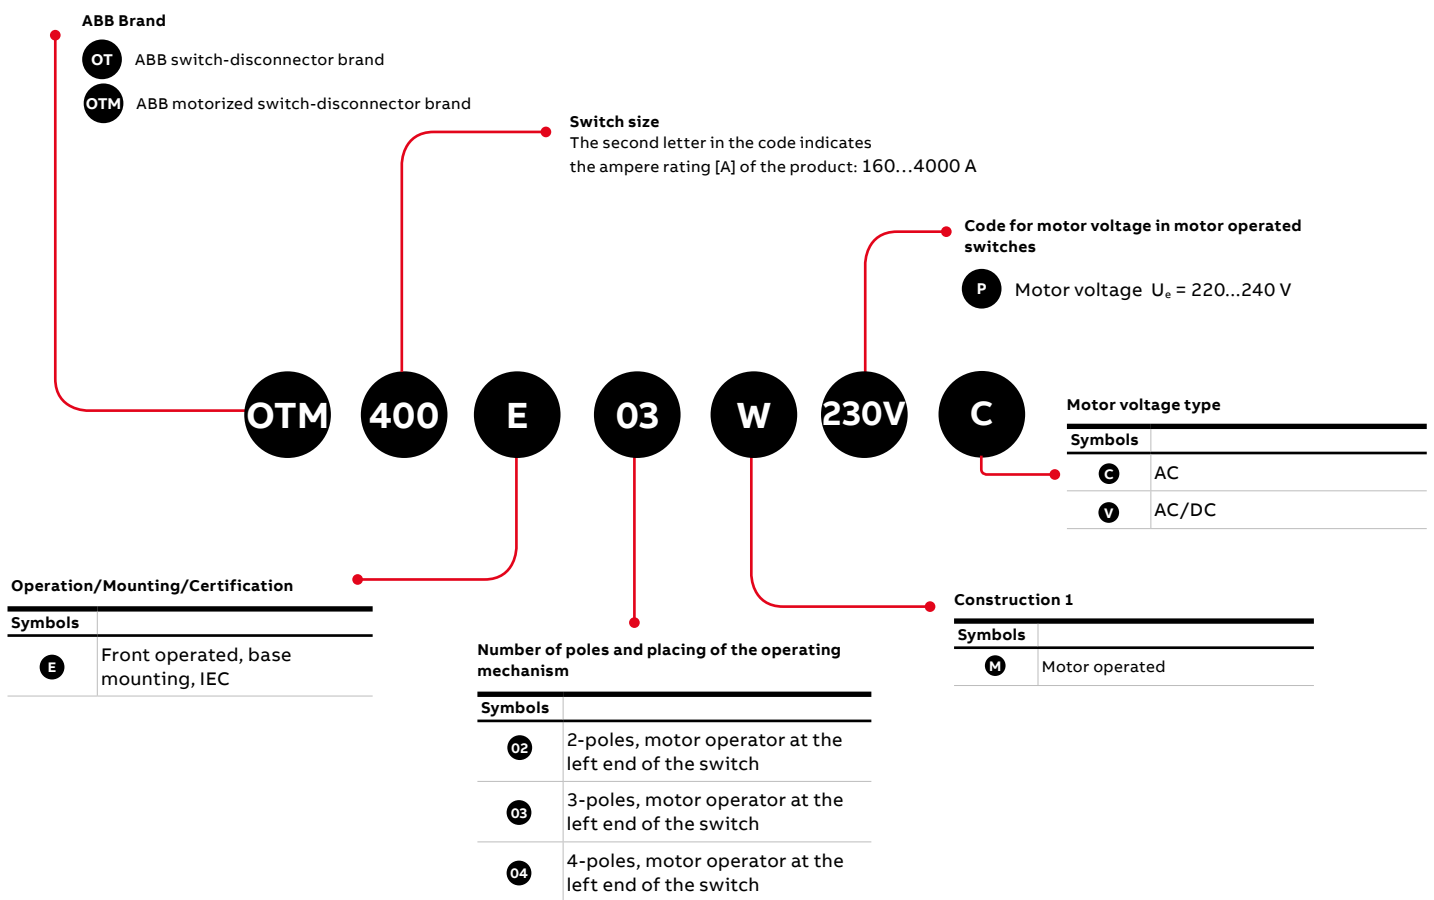 ABB Brand
OT ABB switch-disconnector brand
OTM ABB motorized switch-disconnector brand
Switch size
The second letter in the code indicates
the ampere rating [A] of the product: 160...4000 A
Code for motor voltage in motor operated
switches
P Motor voltage Uₑ = 220...240 V
OTM 400 E 03 W 230V C
Motor voltage type
Symbols
C AC
V AC/DC
Operation/Mounting/Certification
Symbols
E Front operated, base
mounting, IEC
Number of poles and placing of the operating
mechanism
Symbols
02 2-poles, motor operator at the
left end of the switch
03 3-poles, motor operator at the
left end of the switch
04 4-poles, motor operator at the
left end of the switch
Construction 1
Symbols
M Motor operated